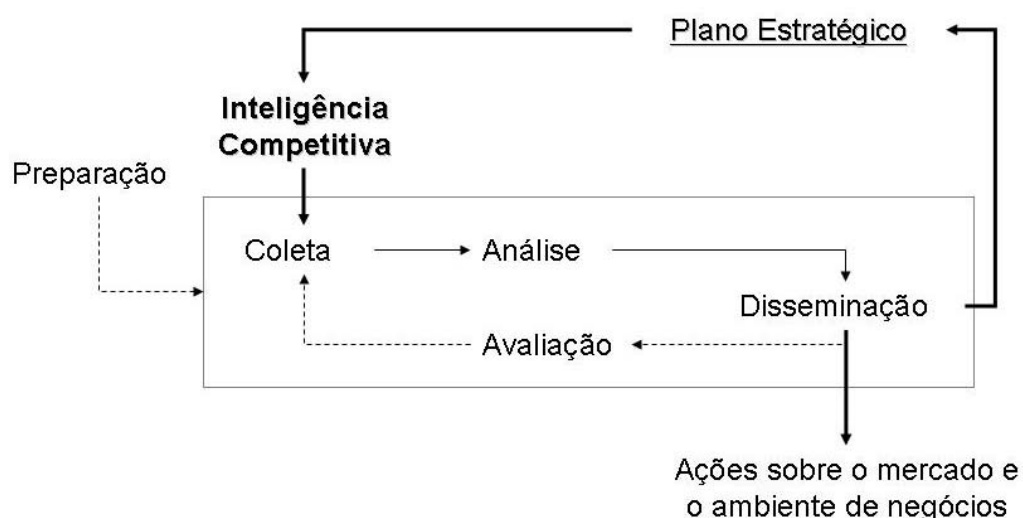 Plano Estratégico
Inteligência
Competitiva
Preparação
Coleta
Análise
Disseminação
Avaliação
Ações sobre o mercado e
o ambiente de negócios